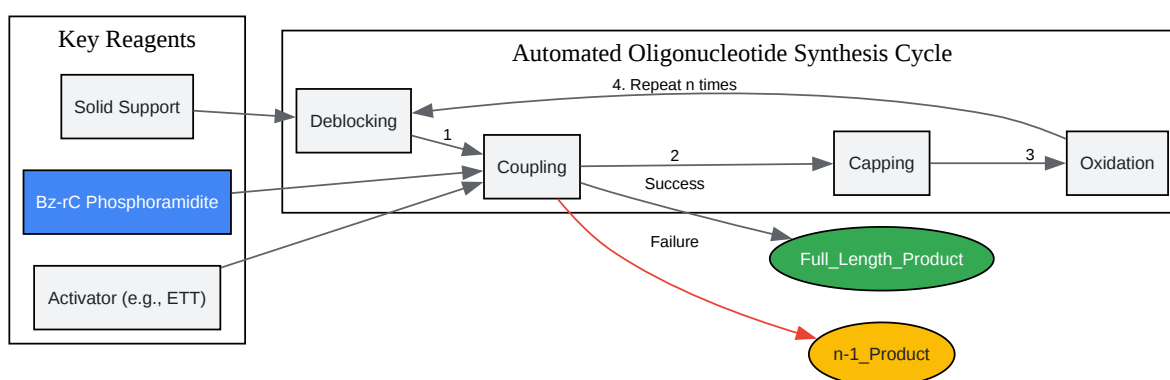 Key Reagents
Solid Support
Bz-rC Phosphoramidite
Activator (e.g., ETT)
Automated Oligonucleotide Synthesis Cycle
4. Repeat n times
Deblocking
1
Coupling
2
Capping
3
Oxidation
Success
Failure
Full_Length_Product
n-1_Product